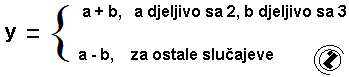 a + b, a djeljivo sa 2, b djeljivo sa 3
y =
a - b, za ostale slučajeve